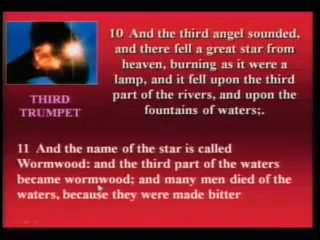 10 And the third angel sounded,
and there fell a great star from
heaven, burning as it were a
lamp, and it fell upon the third
part of the rivers, and upon the
fountains of waters;.
THIRD
TRUMPET
11 And the name of the star is called
Wormwood: and the third part of the waters
became wormwood; and many men died of the
waters, because they were made bitter